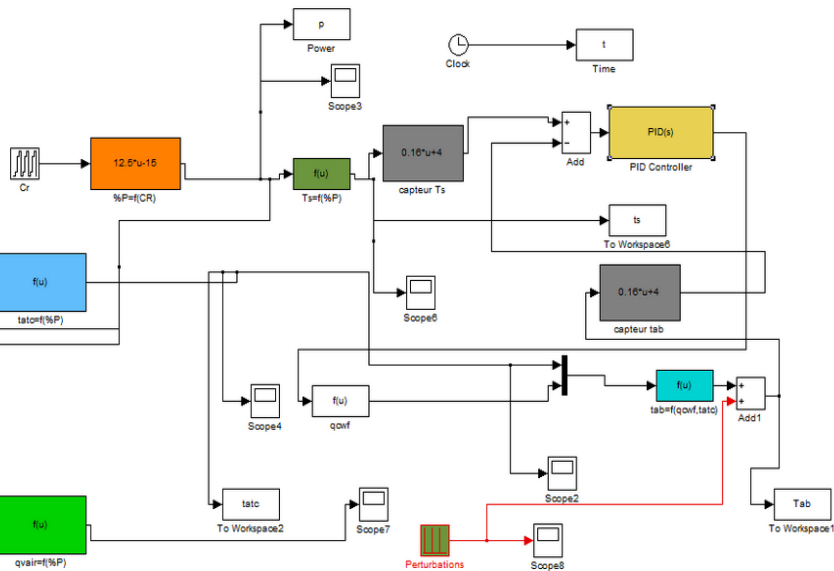 p
Power
Clock
t
Time
Scope3
Cr
12.5*u-15
%P=f(CR)
f(u)
Ts=f(%P)
0.16*u+4
capteur Ts
+
−
Add
PID(s)
PID Controller
ts
To Workspace6
f(u)
tatc=f(%P)
Scope6
0.16*u+4
capteur tab
Scope4
f(u)
qcwf
f(u)
tab=f(qcwf,tatc)
+
+
Add1
Scope2
tatc
To Workspace2
Scope7
Tab
To Workspace1
f(u)
qvair=f(%P)
Perturbations
Scope8